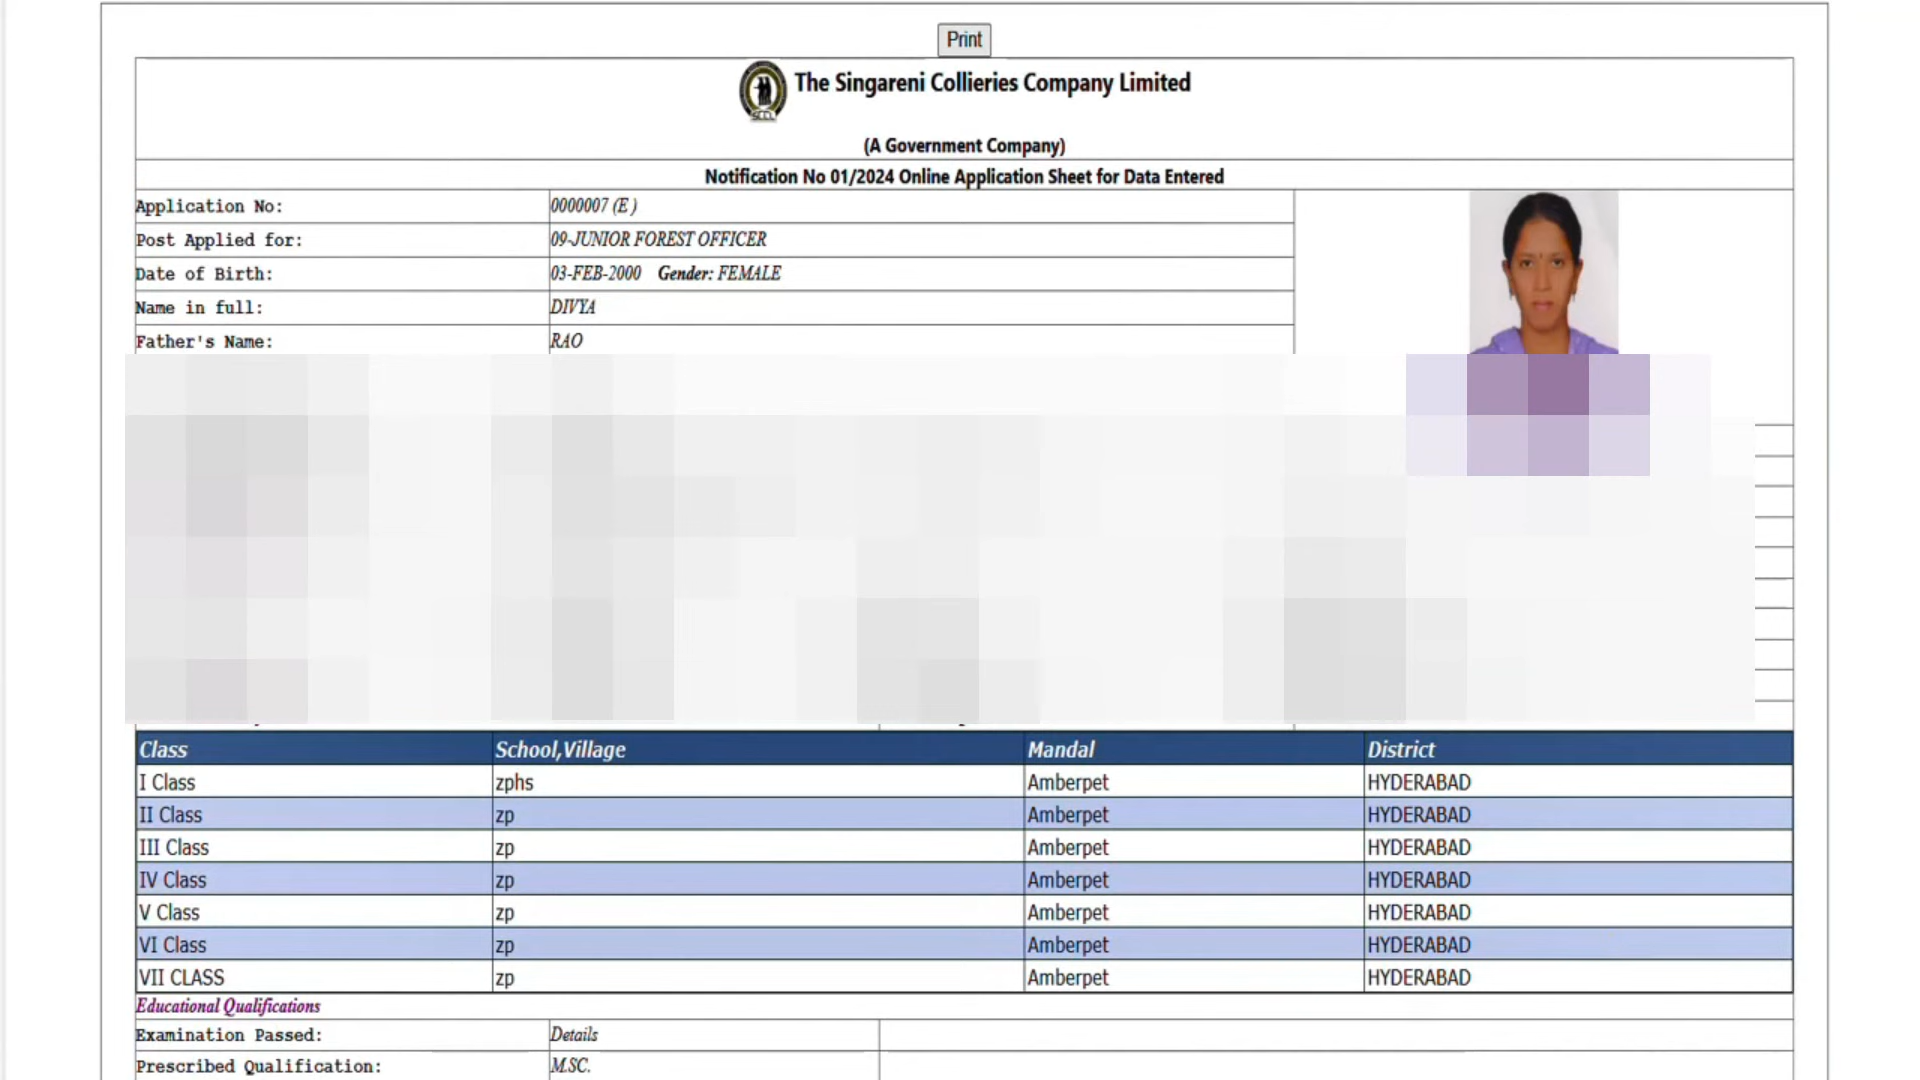 Print
The Singareni Collieries Company Limited
SCCL
(A Government Company)
Notification No 01/2024 Online Application Sheet for Data Entered
Application No: 0000007 (E )
Post Applied for: 09-JUNIOR FOREST OFFICER
Date of Birth: 03-FEB-2000 Gender: FEMALE
Name in full: DIVYA
Father's Name: RAO
Class School,Village Mandal District
I Class zphs Amberpet HYDERABAD
II Class zp Amberpet HYDERABAD
III Class zp Amberpet HYDERABAD
IV Class zp Amberpet HYDERABAD
V Class zp Amberpet HYDERABAD
VI Class zp Amberpet HYDERABAD
VII CLASS zp Amberpet HYDERABAD
Educational Qualifications
Examination Passed: Details
Prescribed Qualification: M.SC.